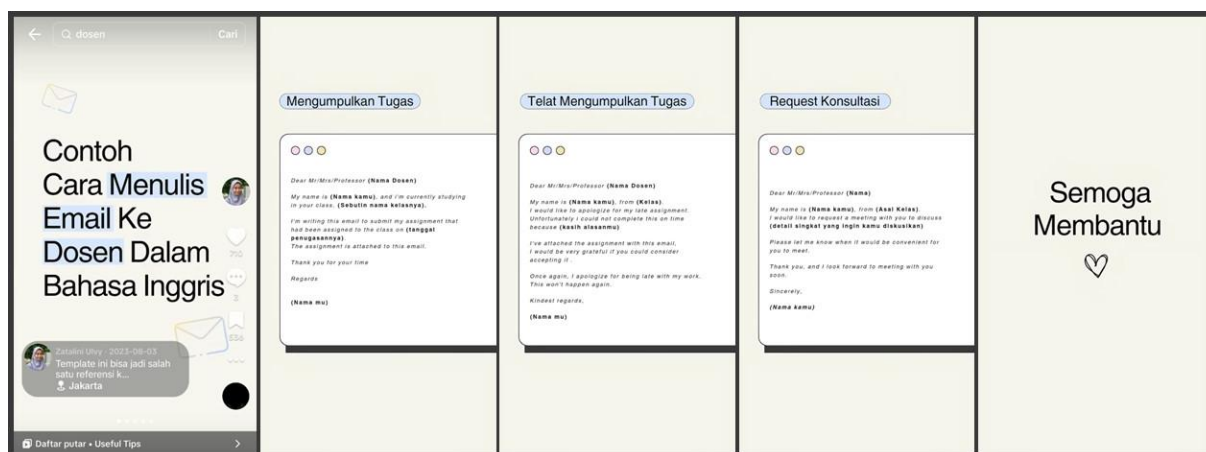 dosen
Cari
Contoh
Cara Menulis
Email Ke
Dosen Dalam
Bahasa Inggris
710
2
536
Zatalini Ulvy · 2023-08-03
Template ini bisa jadi salah
satu referensi k...
Jakarta
Daftar putar • Useful Tips
Mengumpulkan Tugas
Dear Mr/Mrs/Professor (Nama Dosen)
My name is (Nama kamu), and i'm currently studying
in your class, (Sebutin nama kelasnya).
I'm writing this email to submit my assignment that
had been assigned to the class on (tanggal
penugasannya).
The assignment is attached to this email.
Thank you for your time
Regards
(Nama mu)
Telat Mengumpulkan Tugas
Dear Mr/Mrs/Professor (Nama Dosen)
My name is (Nama kamu), from (Kelas).
I would like to apologize for my late assignment.
Unfortunately I could not complete this on time
because (kasih alasanmu)
I've attached the assignment with this email,
I would be very grateful if you could consider
accepting it .
Once again, I apologize for being late with my work.
This won't happen again.
Kindest regards,
(Nama mu)
Request Konsultasi
Dear Mr/Mrs/Professor (Nama)
My name is (Nama kamu), from (Asal Kelas).
I would like to request a meeting with you to discuss
(detail singkat yang ingin kamu diskusikan)
Please let me know when it would be convenient for
you to meet.
Thank you, and I look forward to meeting with you
soon.
Sincerely,
(Nama kamu)
Semoga
Membantu